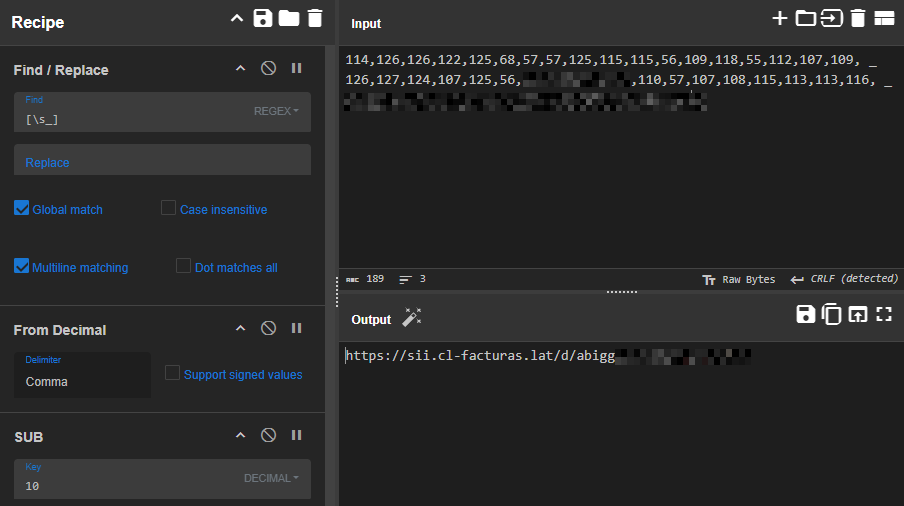 Recipe
Find / Replace
Find
[\s_]
REGEX
Replace
Global match
Case insensitive
Multiline matching
Dot matches all
From Decimal
Delimiter
Comma
Support signed values
SUB
Key
10
DECIMAL
Input
114,126,126,122,125,68,57,57,125,115,115,56,109,118,55,112,107,109, _
126,127,124,107,125,56, ,110,57,107,108,115,113,113,116, _
ABC 189 3
Raw Bytes
CRLF (detected)
Output
https://sii.cl-facturas.lat/d/abigg